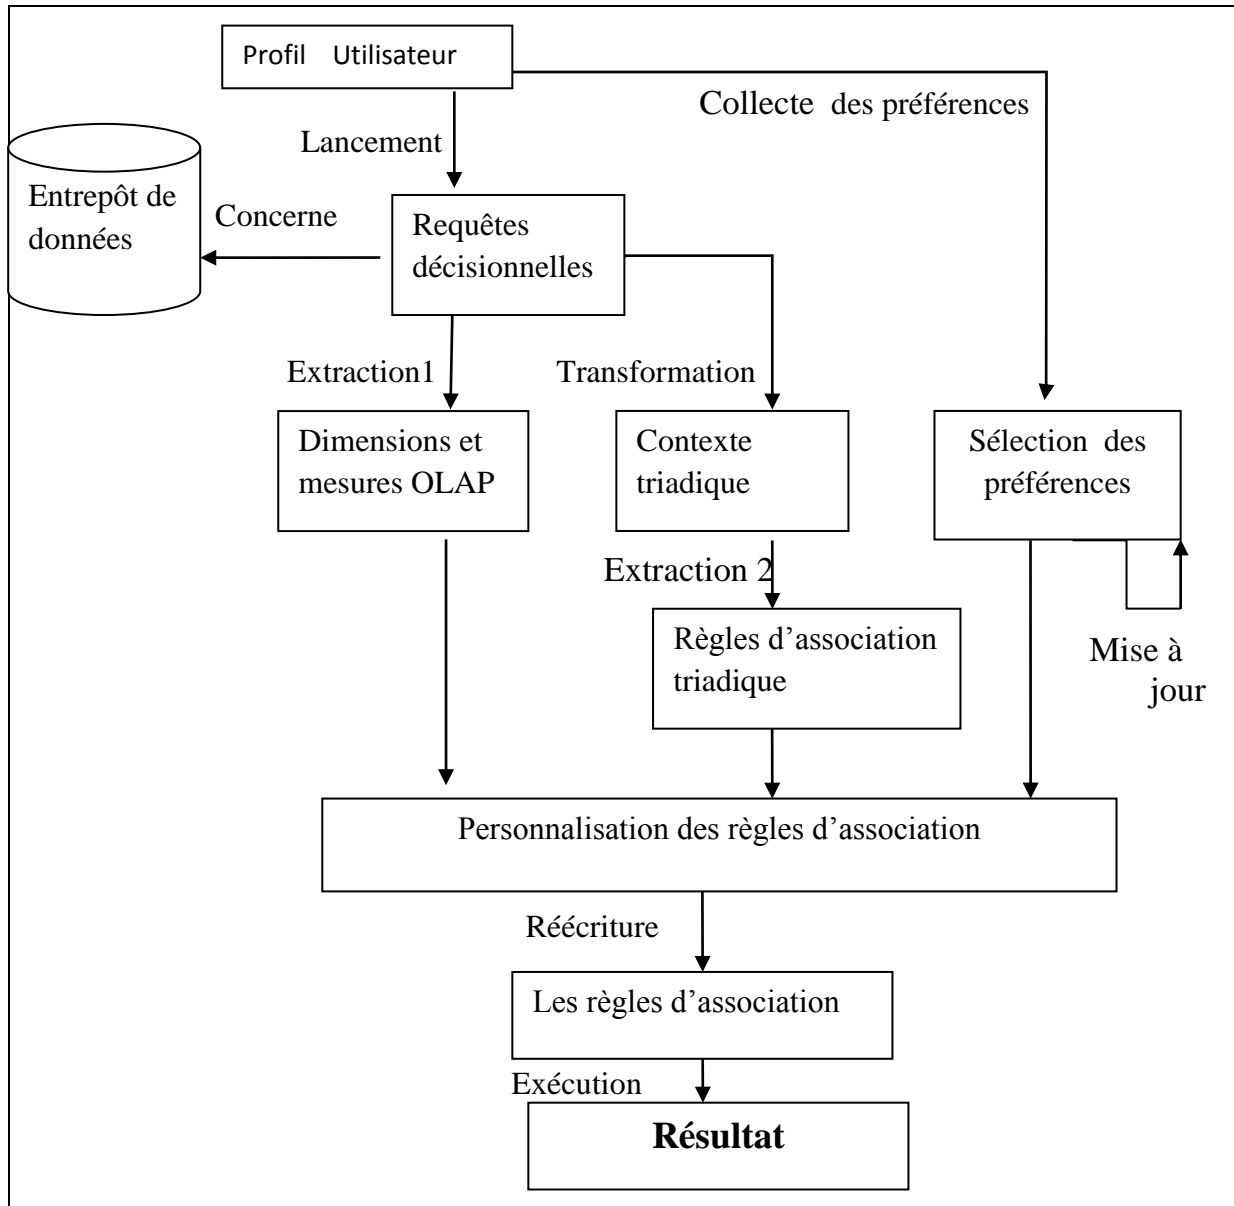 Profil Utilisateur
Collecte des préférences
Lancement
Entrepôt de
données
Concerne
Requêtes
décisionnelles
Extraction1
Transformation
Dimensions et
mesures OLAP
Contexte
triadique
Sélection des
préférences
Extraction 2
Règles d’association
triadique
Mise à
jour
Personnalisation des règles d’association
Réécriture
Les règles d’association
Exécution
Résultat